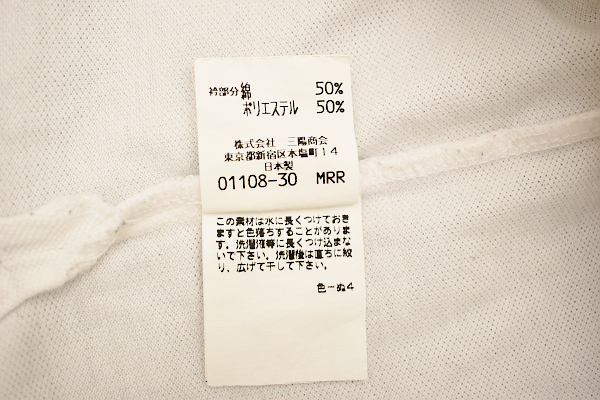 衿部分 綿 50%
ポリエステル 50%
株式会社 三陽商会
東京都新宿区本塩町14
日本製
01108-30 MRR
この素材は水に長くつけておき
ますと色落ちすることがありま
す。洗濯液等に長くつけ込まな
いで下さい。洗濯後は直ちに絞
り、広げて干して下さい。
色-ぬ4